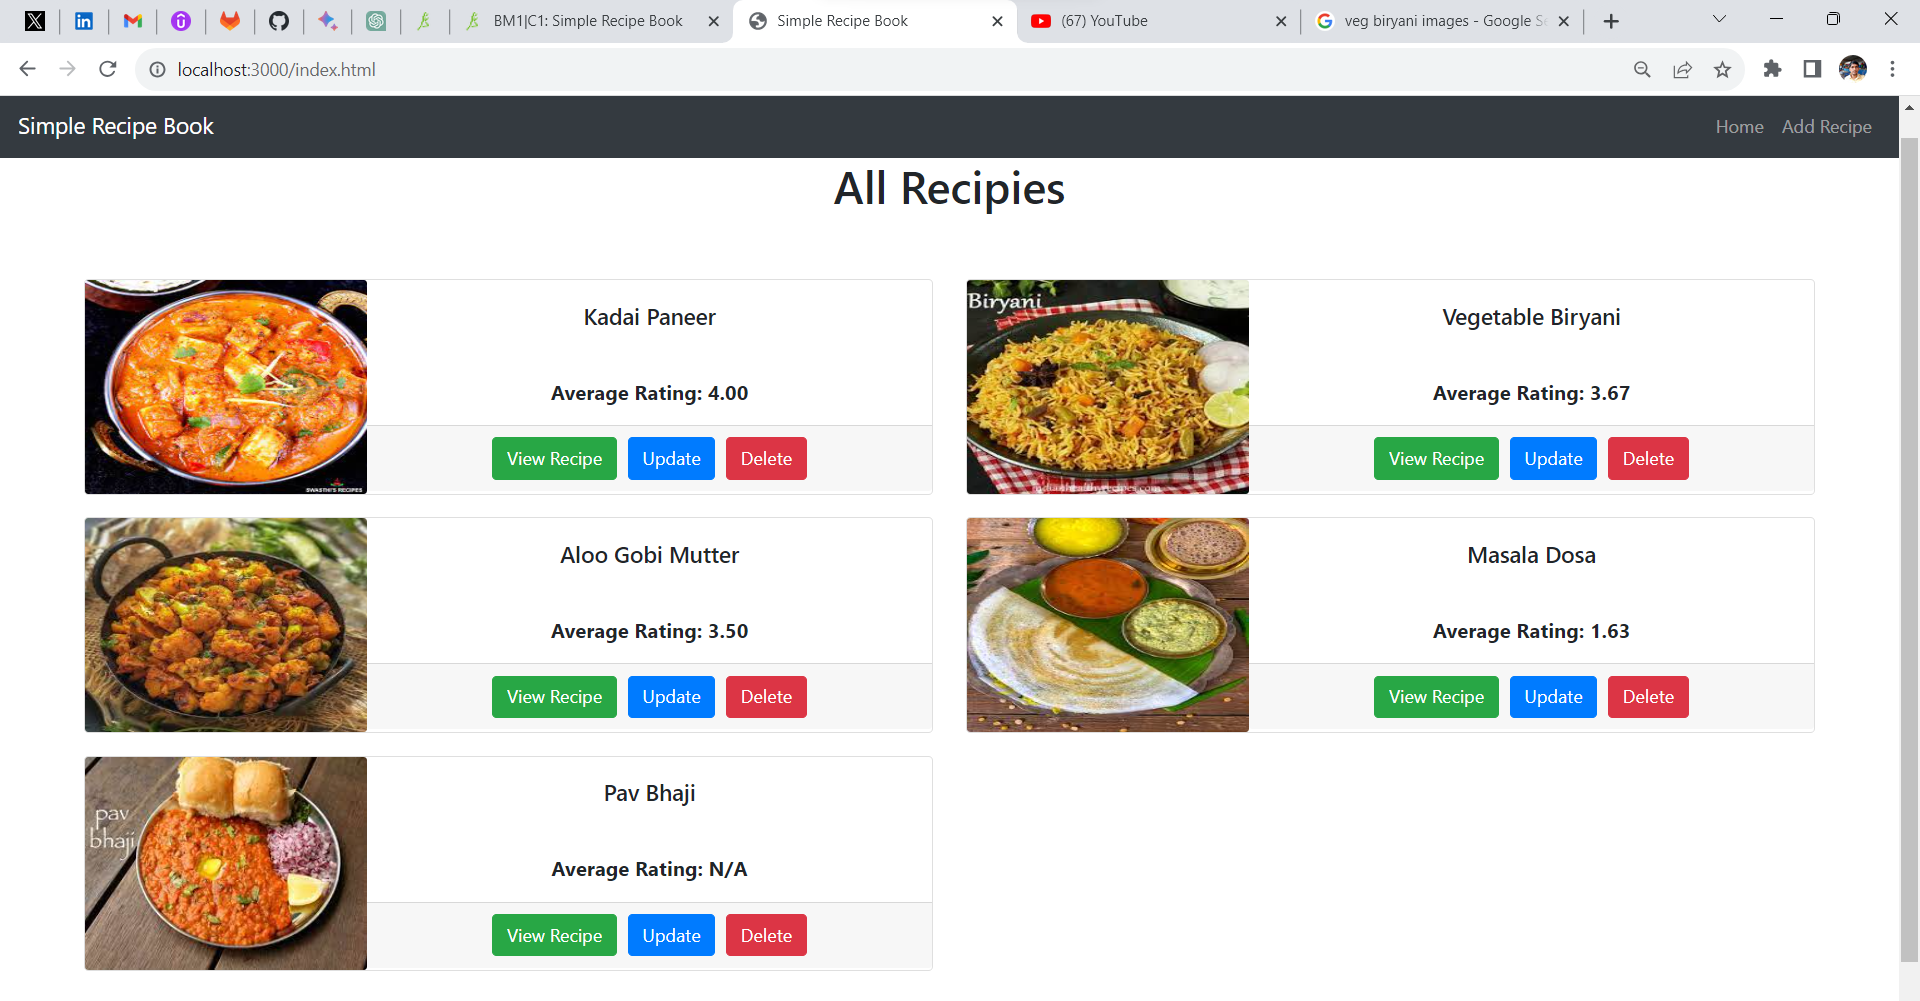 BM1|C1: Simple Recipe Book
Simple Recipe Book
(67) YouTube
veg biryani images - Google Se
localhost:3000/index.html
Simple Recipe Book
Home
Add Recipe
All Recipies
SWASTHI'S RECIPES
Kadai Paneer
Average Rating: 4.00
View Recipe
Update
Delete
Biryani
Vegetable Biryani
Average Rating: 3.67
View Recipe
Update
Delete
Aloo Gobi Mutter
Average Rating: 3.50
View Recipe
Update
Delete
Masala Dosa
Average Rating: 1.63
View Recipe
Update
Delete
pav
bhaji
Pav Bhaji
Average Rating: N/A
View Recipe
Update
Delete